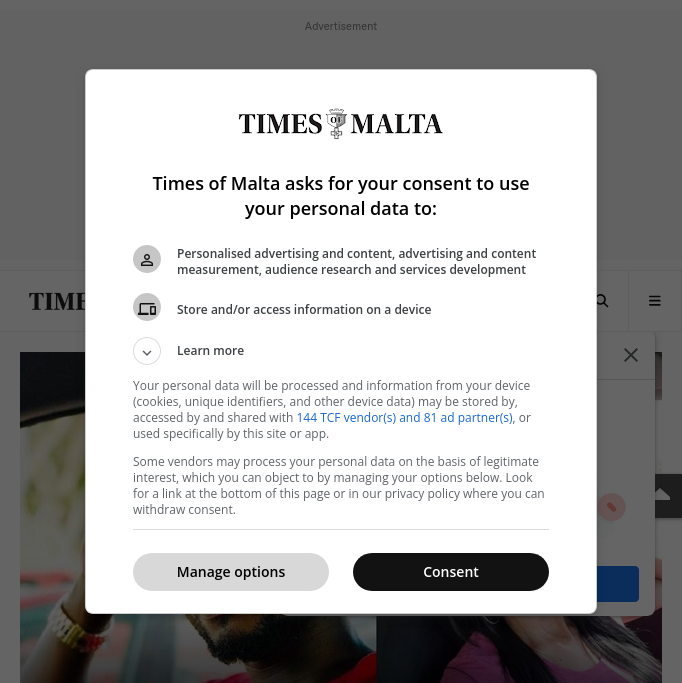 Advertisement
TIMES OF MALTA
Times of Malta asks for your consent to use
your personal data to:
Personalised advertising and content, advertising and content
measurement, audience research and services development
Store and/or access information on a device
Learn more
Your personal data will be processed and information from your device
(cookies, unique identifiers, and other device data) may be stored by,
accessed by and shared with 144 TCF vendor(s) and 81 ad partner(s), or
used specifically by this site or app.
Some vendors may process your personal data on the basis of legitimate
interest, which you can object to by managing your options below. Look
for a link at the bottom of this page or in our privacy policy where you can
withdraw consent.
Manage options
Consent
TIMES